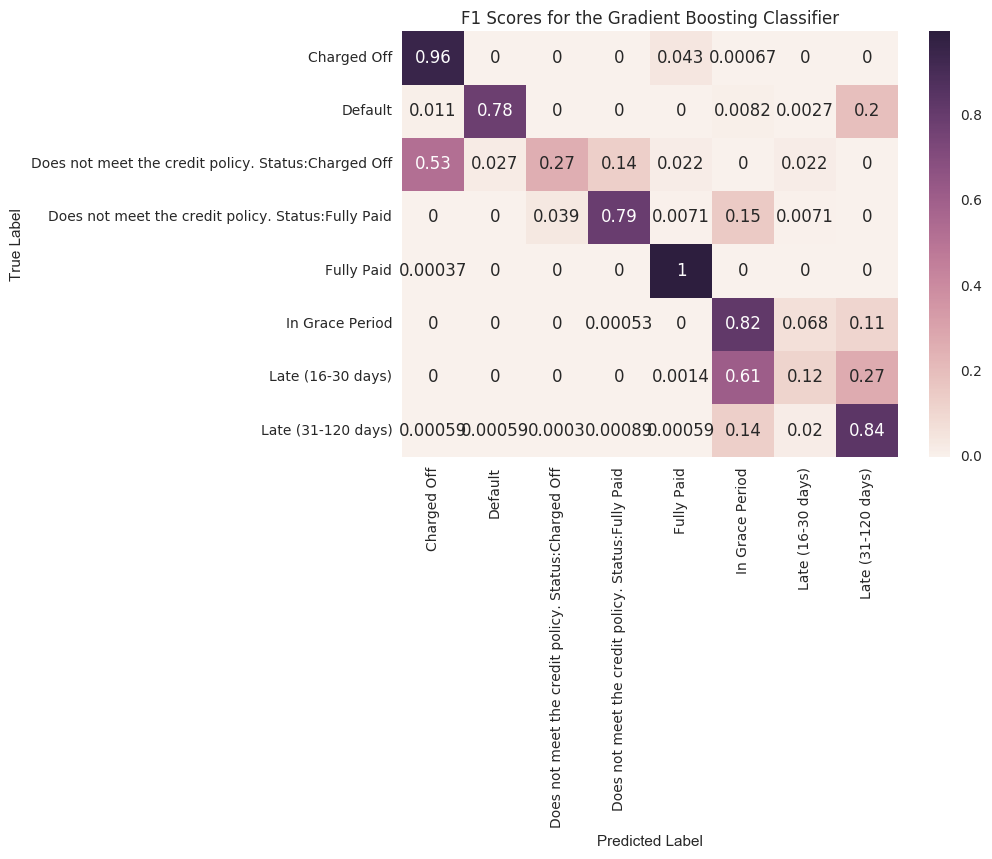 F1 Scores for the Gradient Boosting Classifier
Charged Off 0.96 0 0 0 0.043 0.00067 0 0
Default 0.011 0.78 0 0 0 0.0082 0.0027 0.2
Does not meet the credit policy. Status:Charged Off 0.53 0.027 0.27 0.14 0.022 0 0.022 0
Does not meet the credit policy. Status:Fully Paid 0 0 0.039 0.79 0.0071 0.15 0.0071 0
Fully Paid 0.00037 0 0 0 1 0 0 0
In Grace Period 0 0 0 0.00053 0 0.82 0.068 0.11
Late (16-30 days) 0 0 0 0 0.0014 0.61 0.12 0.27
Late (31-120 days) 0.00059 0.00059 0.0003 0.00089 0.00059 0.14 0.02 0.84
True Label
0.8
0.6
0.4
0.2
0.0
Charged Off
Default
Does not meet the credit policy. Status:Charged Off
Does not meet the credit policy. Status:Fully Paid
Fully Paid
In Grace Period
Late (16-30 days)
Late (31-120 days)
Predicted Label